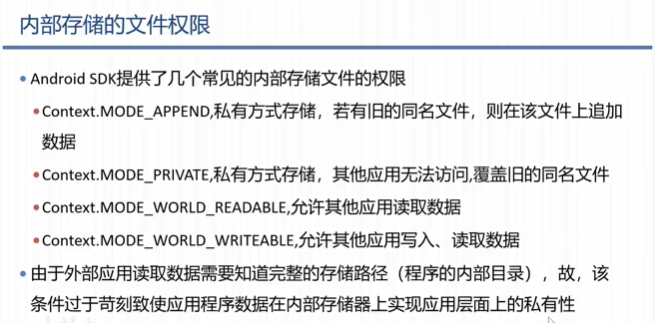 内部存储的文件权限
Android SDK提供了几个常见的内部存储文件的权限
Context.MODE_APPEND,私有方式存储，若有旧的同名文件，则在该文件上追加
数据
Context.MODE_PRIVATE,私有方式存储，其他应用无法访问,覆盖旧的同名文件
Context.MODE_WORLD_READABLE,允许其他应用读取数据
Context.MODE_WORLD_WRITEABLE,允许其他应用写入、读取数据
由于外部应用读取数据需要知道完整的存储路径（程序的内部目录），故，该
条件过于苛刻致使应用程序数据在内部存储器上实现应用层面上的私有性